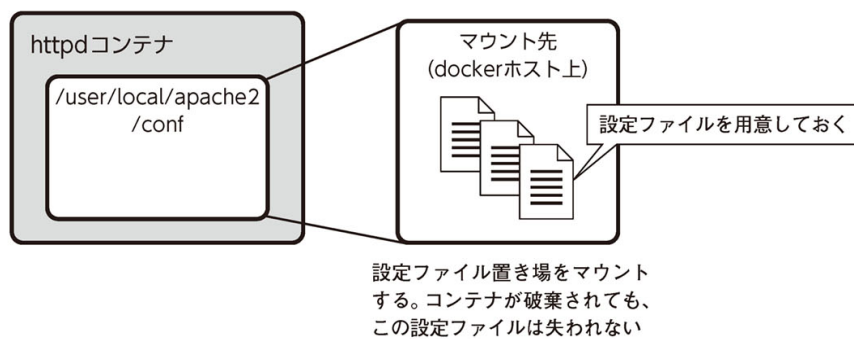 httpdコンテナ
/user/local/apache2
/conf
マウント先
(dockerホスト上)
設定ファイルを用意しておく
設定ファイル置き場をマウント
する。コンテナが破棄されても、
この設定ファイルは失われない